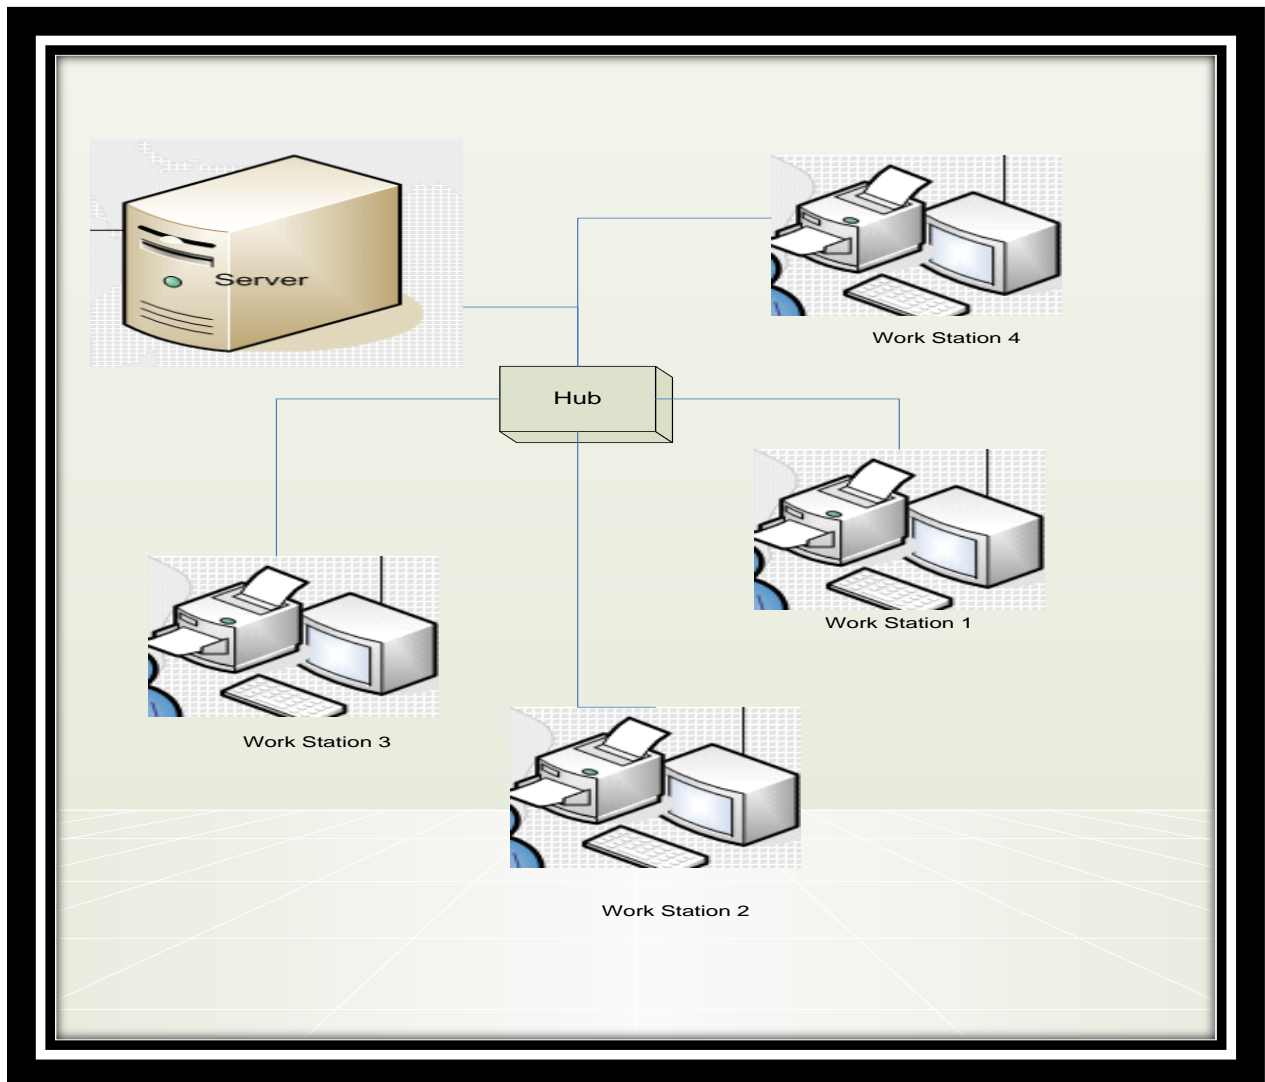 Server
Work Station 4
Hub
Work Station 1
Work Station 3
Work Station 2